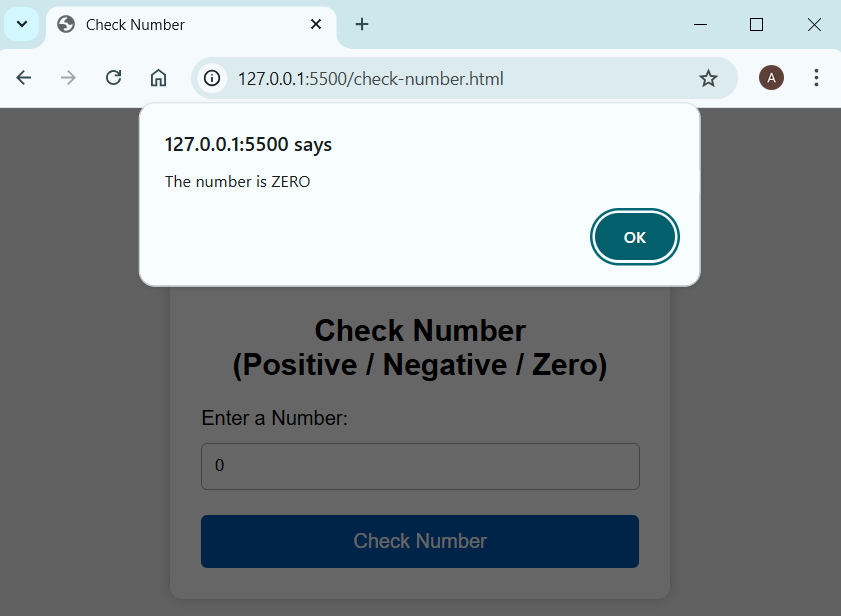 Check Number
127.0.0.1:5500/check-number.html
A
127.0.0.1:5500 says
The number is ZERO
OK
Check Number
(Positive / Negative / Zero)
Enter a Number:
0
Check Number